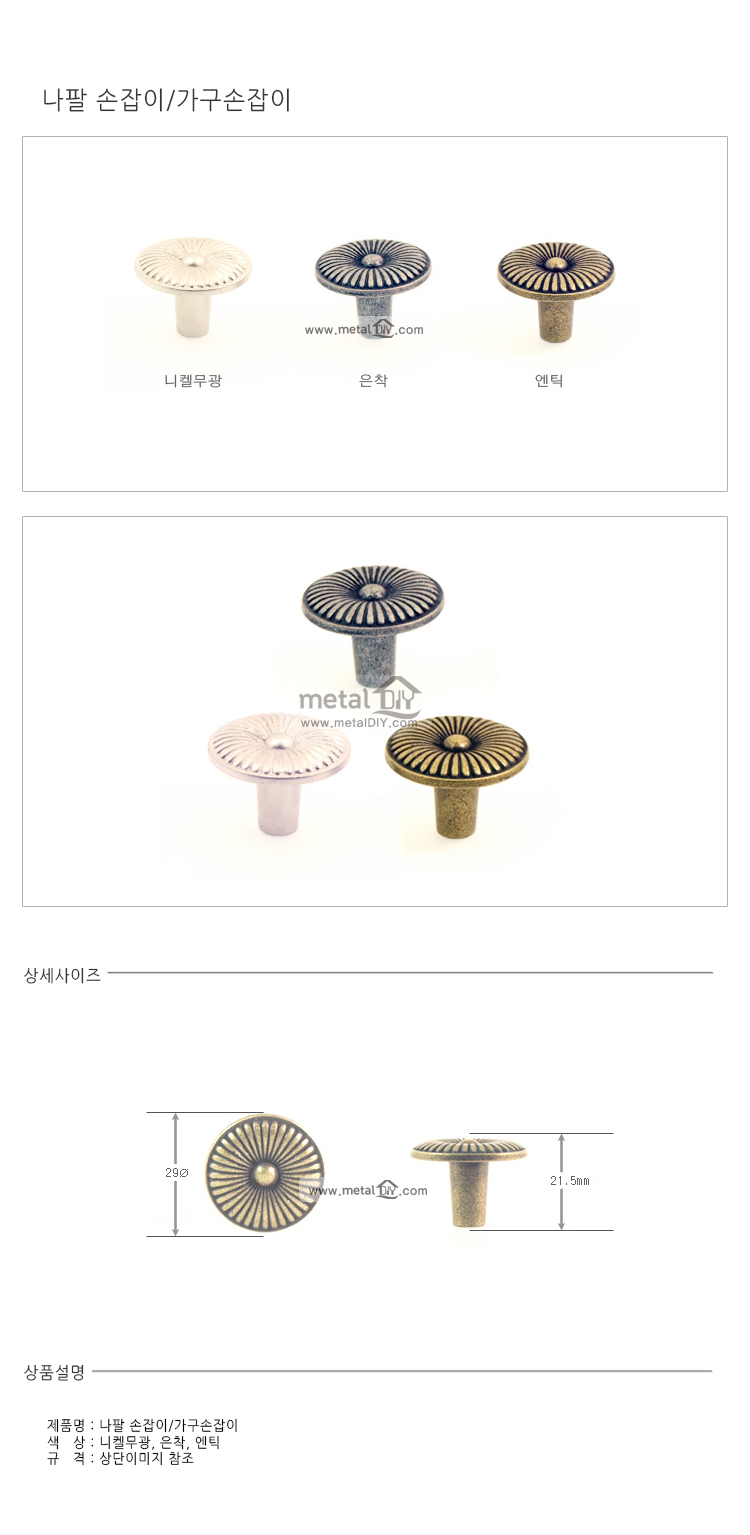 나팔 손잡이/가구손잡이
www.metalDIY.com
니켈무광 은착 엔틱
metal DIY
www.metalDIY.com
상세사이즈
29∅
21.5mm
www.metalDIY.com
상품설명
제품명 : 나팔 손잡이/가구손잡이
색 상 : 니켈무광, 은착, 엔틱
규 격 : 상단이미지 참조